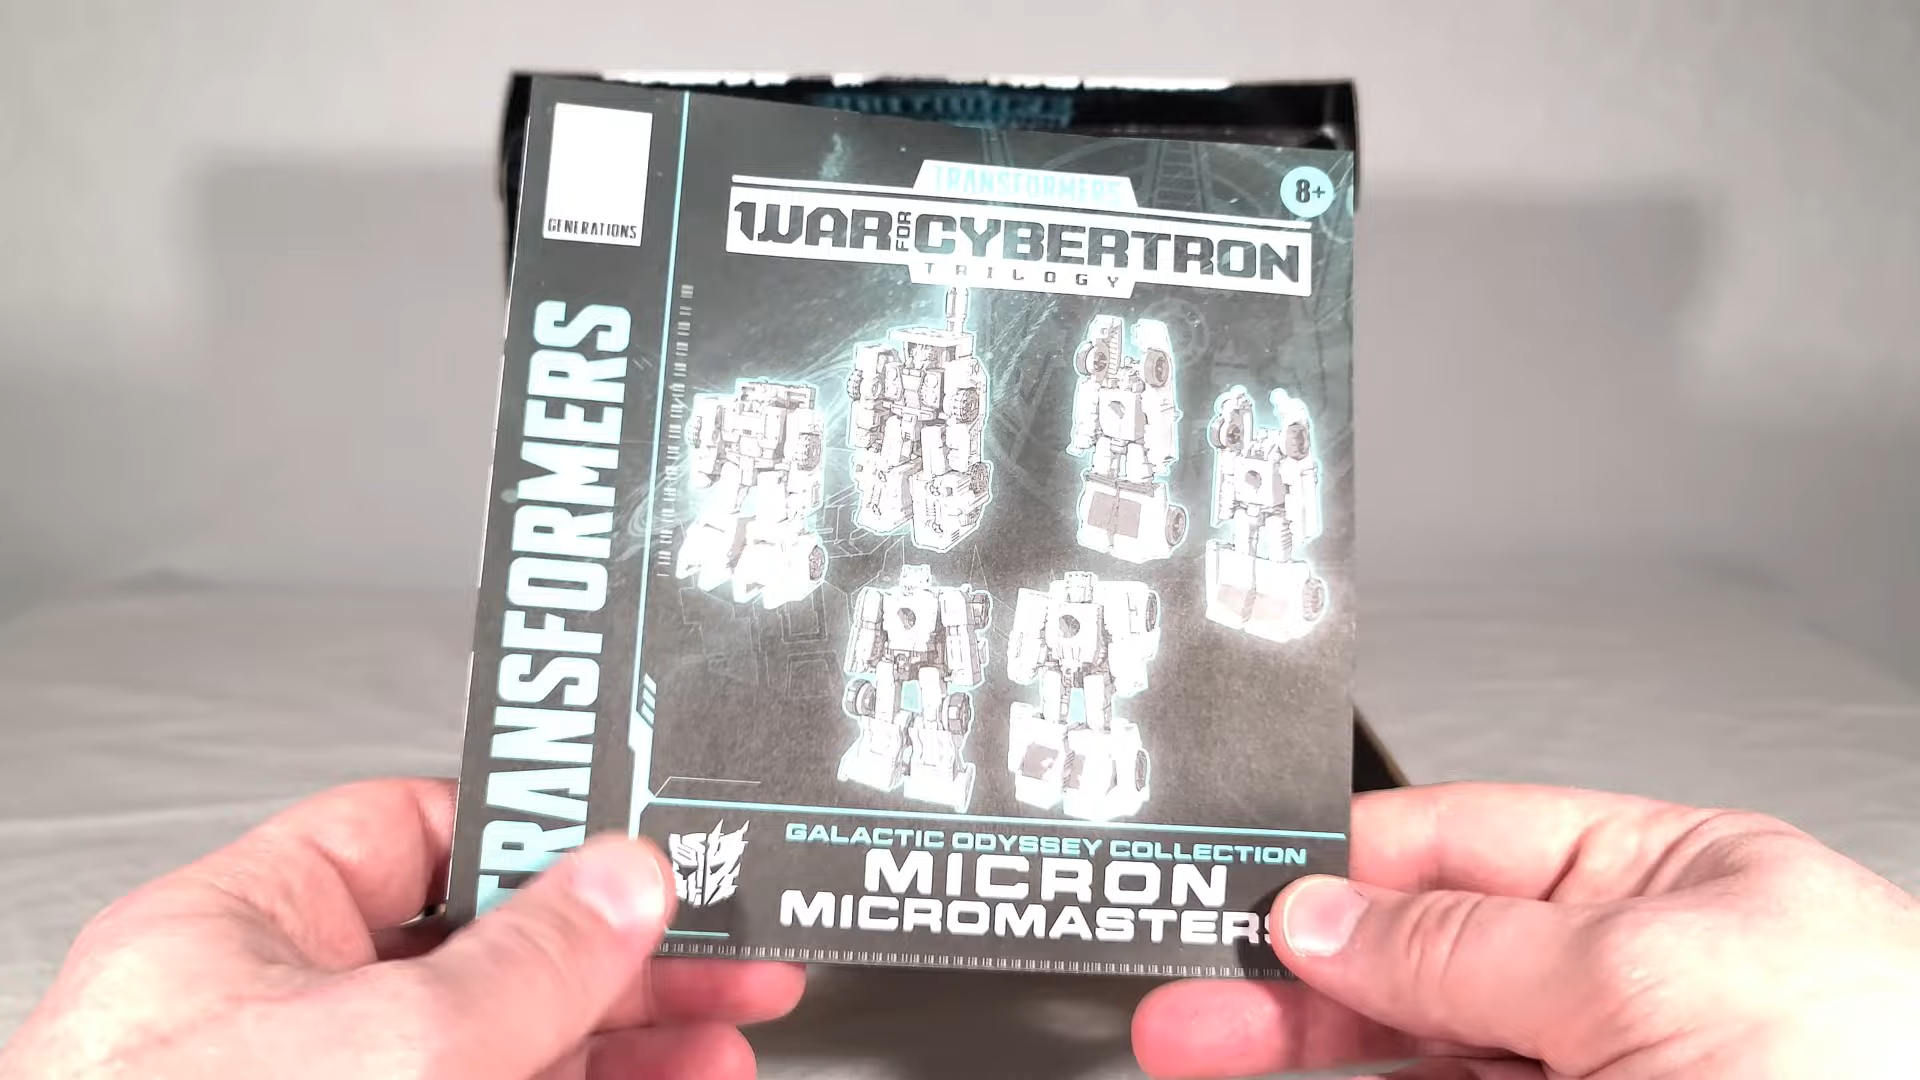 GENERATIONS
TRANSFORMERS
TRANSFORMERS
WAR FOR CYBERTRON
TRILOGY
8+
GALACTIC ODYSSEY COLLECTION
MICRON
MICROMASTERS